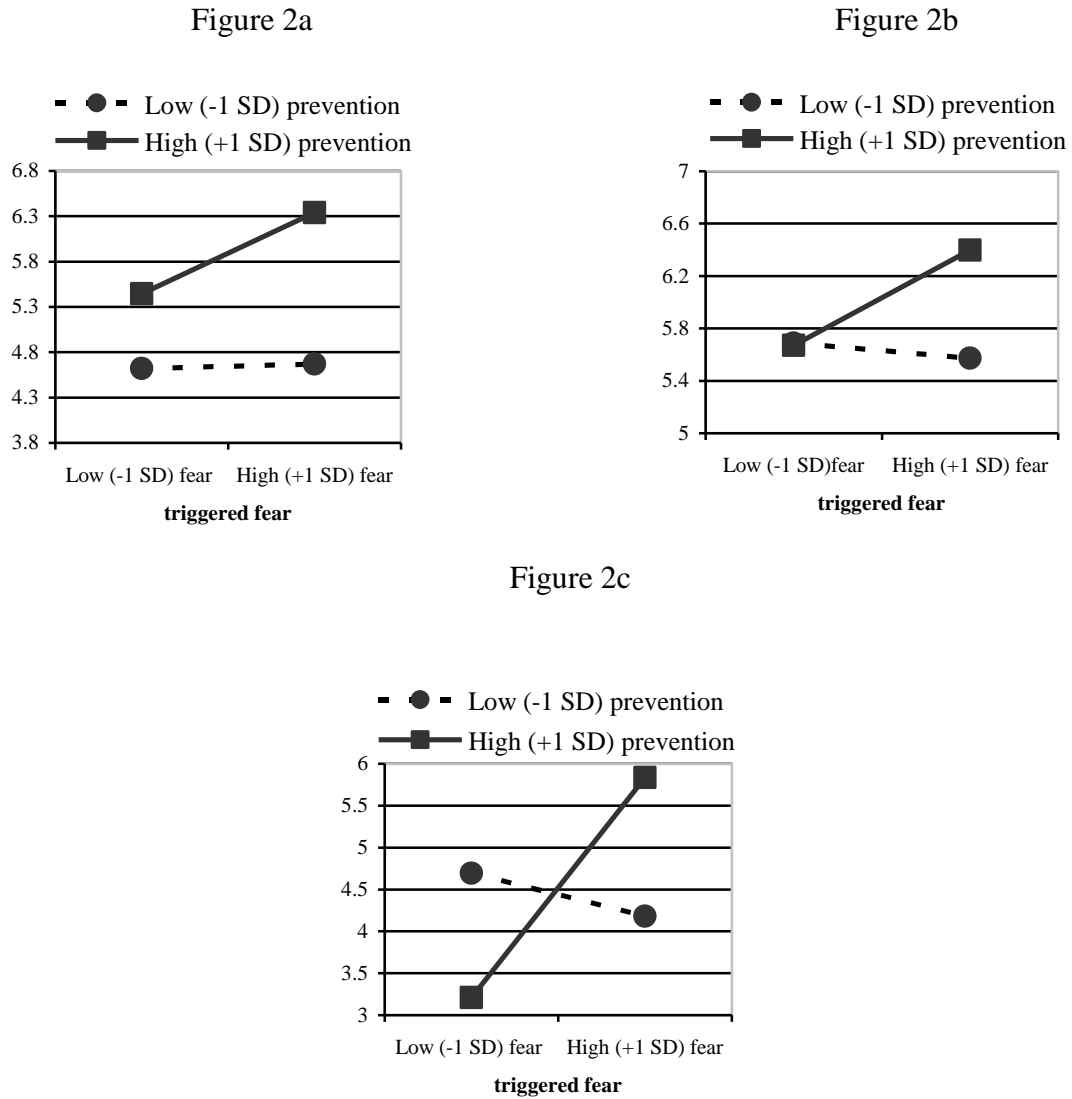 Figure 2a
Low (-1 SD) prevention
High (+1 SD) prevention
6.8
6.3
5.8
5.3
4.8
4.3
3.8
Low (-1 SD) fear
High (+1 SD) fear
triggered fear
Figure 2b
Low (-1 SD) prevention
High (+1 SD) prevention
7
6.6
6.2
5.8
5.4
5
Low (-1 SD)fear
High (+1 SD) fear
triggered fear
Figure 2c
Low (-1 SD) prevention
High (+1 SD) prevention
6
5.5
5
4.5
4
3.5
3
Low (-1 SD) fear
High (+1 SD) fear
triggered fear